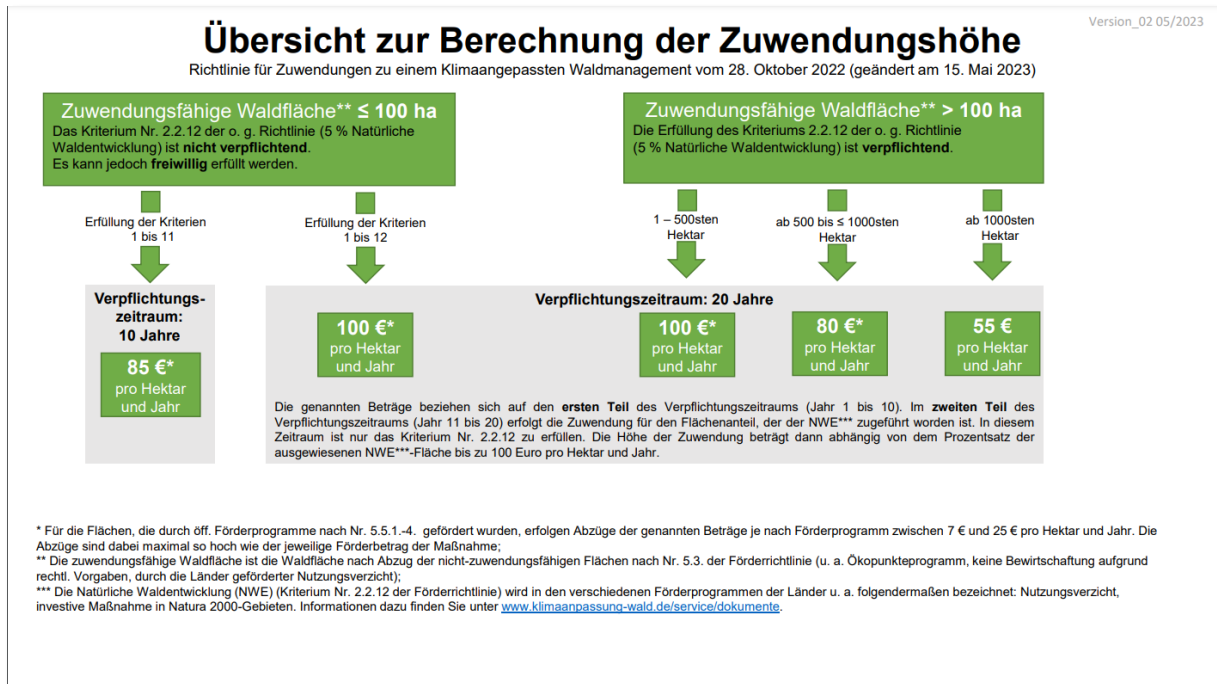 Version_02 05/2023
Übersicht zur Berechnung der Zuwendungshöhe
Richtlinie für Zuwendungen zu einem Klimaangepassten Waldmanagement vom 28. Oktober 2022 (geändert am 15. Mai 2023)
Zuwendungsfähige Waldfläche** ≤ 100 ha
Das Kriterium Nr. 2.2.12 der o. g. Richtlinie (5 % Natürliche
Waldentwicklung) ist nicht verpflichtend.
Es kann jedoch freiwillig erfüllt werden.
Zuwendungsfähige Waldfläche** > 100 ha
Die Erfüllung des Kriteriums 2.2.12 der o. g. Richtlinie
(5 % Natürliche Waldentwicklung) ist verpflichtend.
Erfüllung der Kriterien
1 bis 11
Erfüllung der Kriterien
1 bis 12
1 – 500sten
Hektar
ab 500 bis ≤ 1000sten
Hektar
ab 1000sten
Hektar
Verpflichtungs-
zeitraum:
10 Jahre
85 €*
pro Hektar
und Jahr
Verpflichtungszeitraum: 20 Jahre
100 €*
pro Hektar
und Jahr
100 €*
pro Hektar
und Jahr
80 €*
pro Hektar
und Jahr
55 €
pro Hektar
und Jahr
Die genannten Beträge beziehen sich auf den ersten Teil des Verpflichtungszeitraums (Jahr 1 bis 10). Im zweiten Teil des
Verpflichtungszeitraums (Jahr 11 bis 20) erfolgt die Zuwendung für den Flächenanteil, der der NWE*** zugeführt worden ist. In diesem
Zeitraum ist nur das Kriterium Nr. 2.2.12 zu erfüllen. Die Höhe der Zuwendung beträgt dann abhängig von dem Prozentsatz der
ausgewiesenen NWE***-Fläche bis zu 100 Euro pro Hektar und Jahr.
* Für die Flächen, die durch öff. Förderprogramme nach Nr. 5.5.1.-4. gefördert wurden, erfolgen Abzüge der genannten Beträge je nach Förderprogramm zwischen 7 € und 25 € pro Hektar und Jahr. Die
Abzüge sind dabei maximal so hoch wie der jeweilige Förderbetrag der Maßnahme;
** Die zuwendungsfähige Waldfläche ist die Waldfläche nach Abzug der nicht-zuwendungsfähigen Flächen nach Nr. 5.3. der Förderrichtlinie (u. a. Ökopunkteprogramm, keine Bewirtschaftung aufgrund
rechtl. Vorgaben, durch die Länder geförderter Nutzungsverzicht);
*** Die Natürliche Waldentwicklung (NWE) (Kriterium Nr. 2.2.12 der Förderrichtlinie) wird in den verschiedenen Förderprogrammen der Länder u. a. folgendermaßen bezeichnet: Nutzungsverzicht,
investive Maßnahme in Natura 2000-Gebieten. Informationen dazu finden Sie unter www.klimaanpassung-wald.de/service/dokumente.